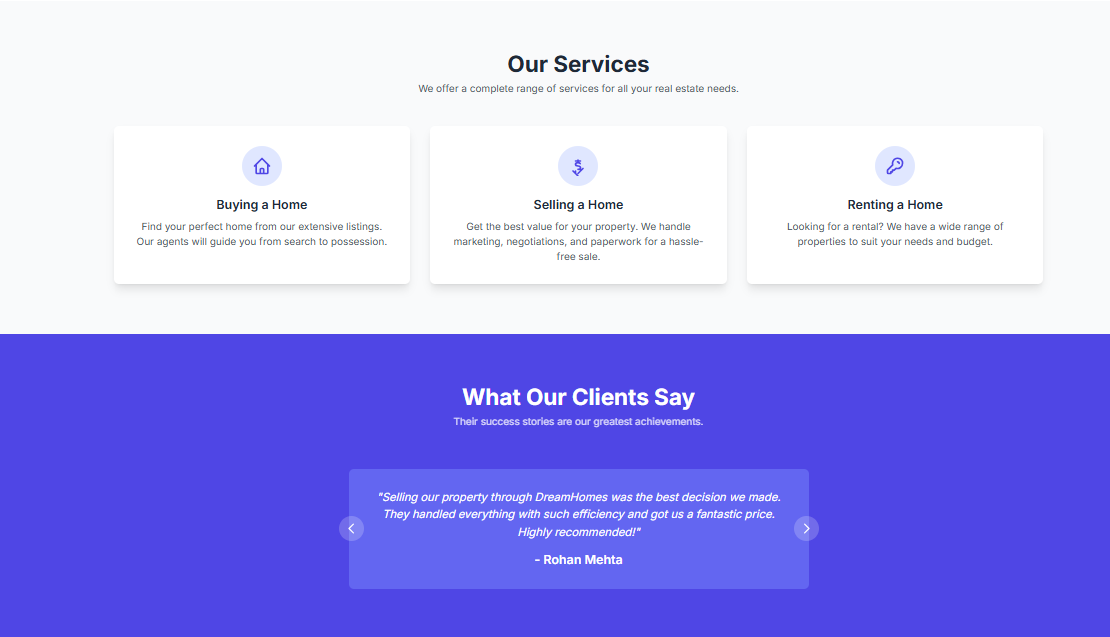 Our Services
We offer a complete range of services for all your real estate needs.
Buying a Home
Find your perfect home from our extensive listings.
Our agents will guide you from search to possession.
Selling a Home
Get the best value for your property. We handle
marketing, negotiations, and paperwork for a hassle-
free sale.
Renting a Home
Looking for a rental? We have a wide range of
properties to suit your needs and budget.
What Our Clients Say
Their success stories are our greatest achievements.
"Selling our property through DreamHomes was the best decision we made.
They handled everything with such efficiency and got us a fantastic price.
Highly recommended!"
- Rohan Mehta